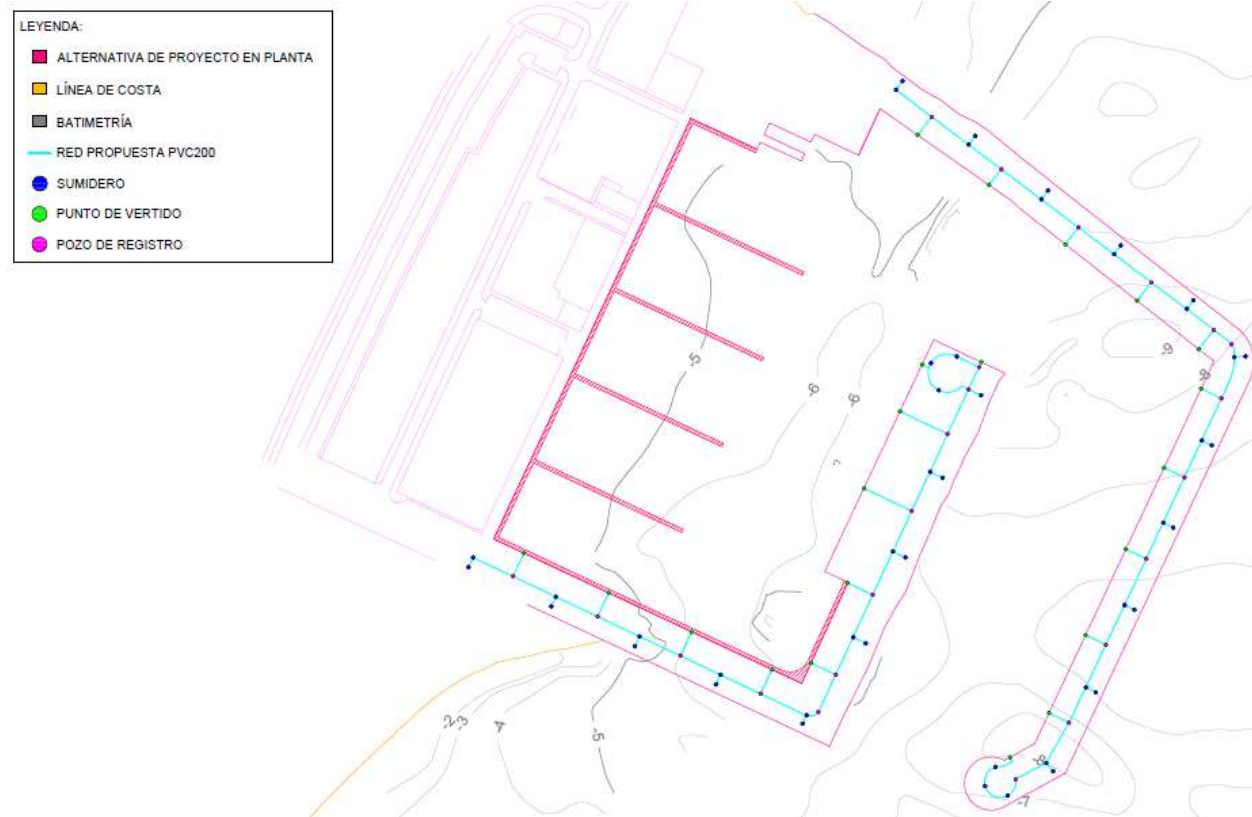 LEYENDA:
ALTERNATIVA DE PROYECTO EN PLANTA
LÍNEA DE COSTA
BATIMETRÍA
RED PROPUESTA PVC200
SUMIDERO
PUNTO DE VERTIDO
POZO DE REGISTRO
-5
-6
-6
-9
-8
-2
-3
-4
-5
-7